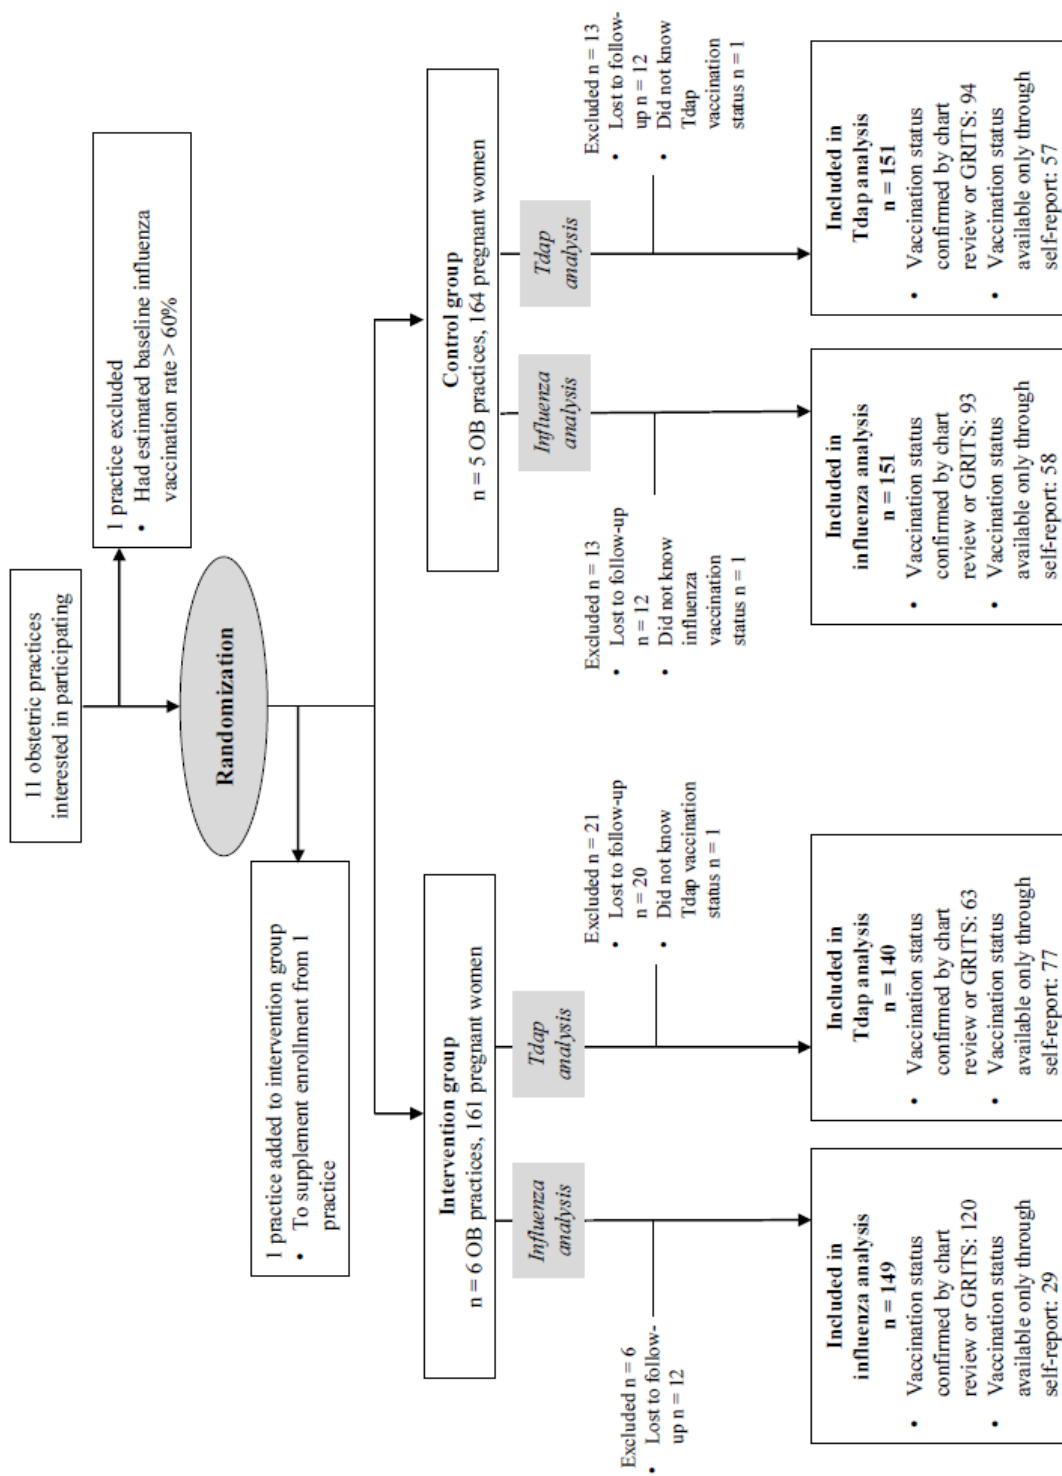 11 obstetric practices
interested in participating
1 practice excluded
• Had estimated baseline influenza
vaccination rate > 60%
Randomization
1 practice added to intervention group
• To supplement enrollment from 1
practice
Intervention group
n = 6 OB practices, 161 pregnant women
Control group
n = 5 OB practices, 164 pregnant women
Influenza
analysis
Tdap
analysis
Influenza
analysis
Tdap
analysis
Excluded n = 6
• Lost to follow-
up n = 12
Excluded n = 21
• Lost to follow-up
n = 20
• Did not know
Tdap vaccination
status n = 1
Excluded n = 13
• Lost to follow-up
n = 12
• Did not know
influenza
vaccination
status n = 1
Excluded n = 13
• Lost to follow-
up n = 12
• Did not know
Tdap
vaccination
status n = 1
Included in
influenza analysis
n = 149
• Vaccination status
confirmed by chart
review or GRITS: 120
• Vaccination status
available only through
self-report: 29
Included in
Tdap analysis
n = 140
• Vaccination status
confirmed by chart
review or GRITS: 63
• Vaccination status
available only through
self-report: 77
Included in
influenza analysis
n = 151
• Vaccination status
confirmed by chart
review or GRITS: 93
• Vaccination status
available only through
self-report: 58
Included in
Tdap analysis
n = 151
• Vaccination status
confirmed by chart
review or GRITS: 94
• Vaccination status
available only through
self-report: 57